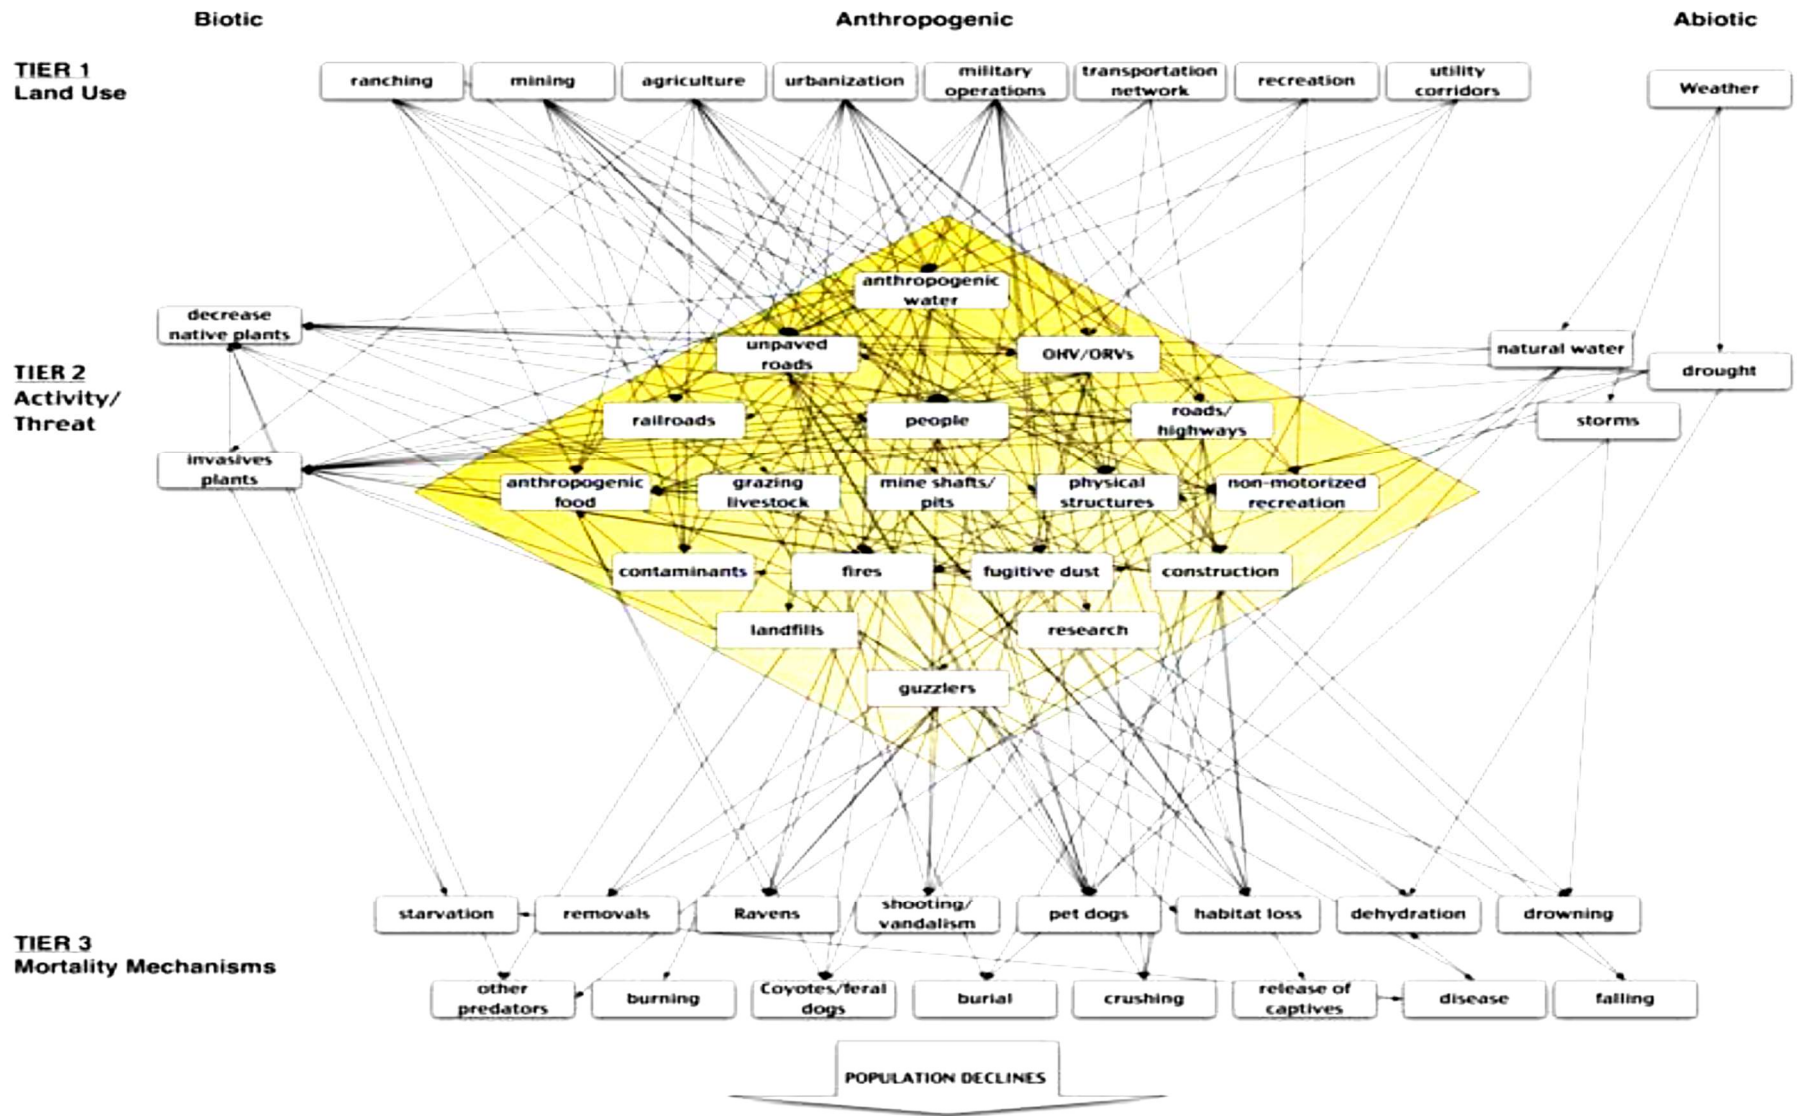 Biotic
Anthropogenic
Abiotic
TIER 1
Land Use
ranching
mining
agriculture
urbanization
military
operations
transportation
network
recreation
utility
corridors
Weather
TIER 2
Activity/
Threat
decrease
native plants
invasives
plants
anthropogenic
water
unpaved
roads
OHV/ORVs
railroads
people
roads/
highways
anthropogenic
food
grazing
livestock
mine shafts/
pits
physical
structures
non-motorized
recreation
contaminants
fires
fugitive dust
construction
landfills
research
guzzlers
natural water
drought
storms
TIER 3
Mortality Mechanisms
starvation
removals
Ravens
shooting/
vandalism
pet dogs
habitat loss
dehydration
drowning
other
predators
burning
Coyotes/feral
dogs
burial
crushing
release of
captives
disease
falling
POPULATION DECLINES